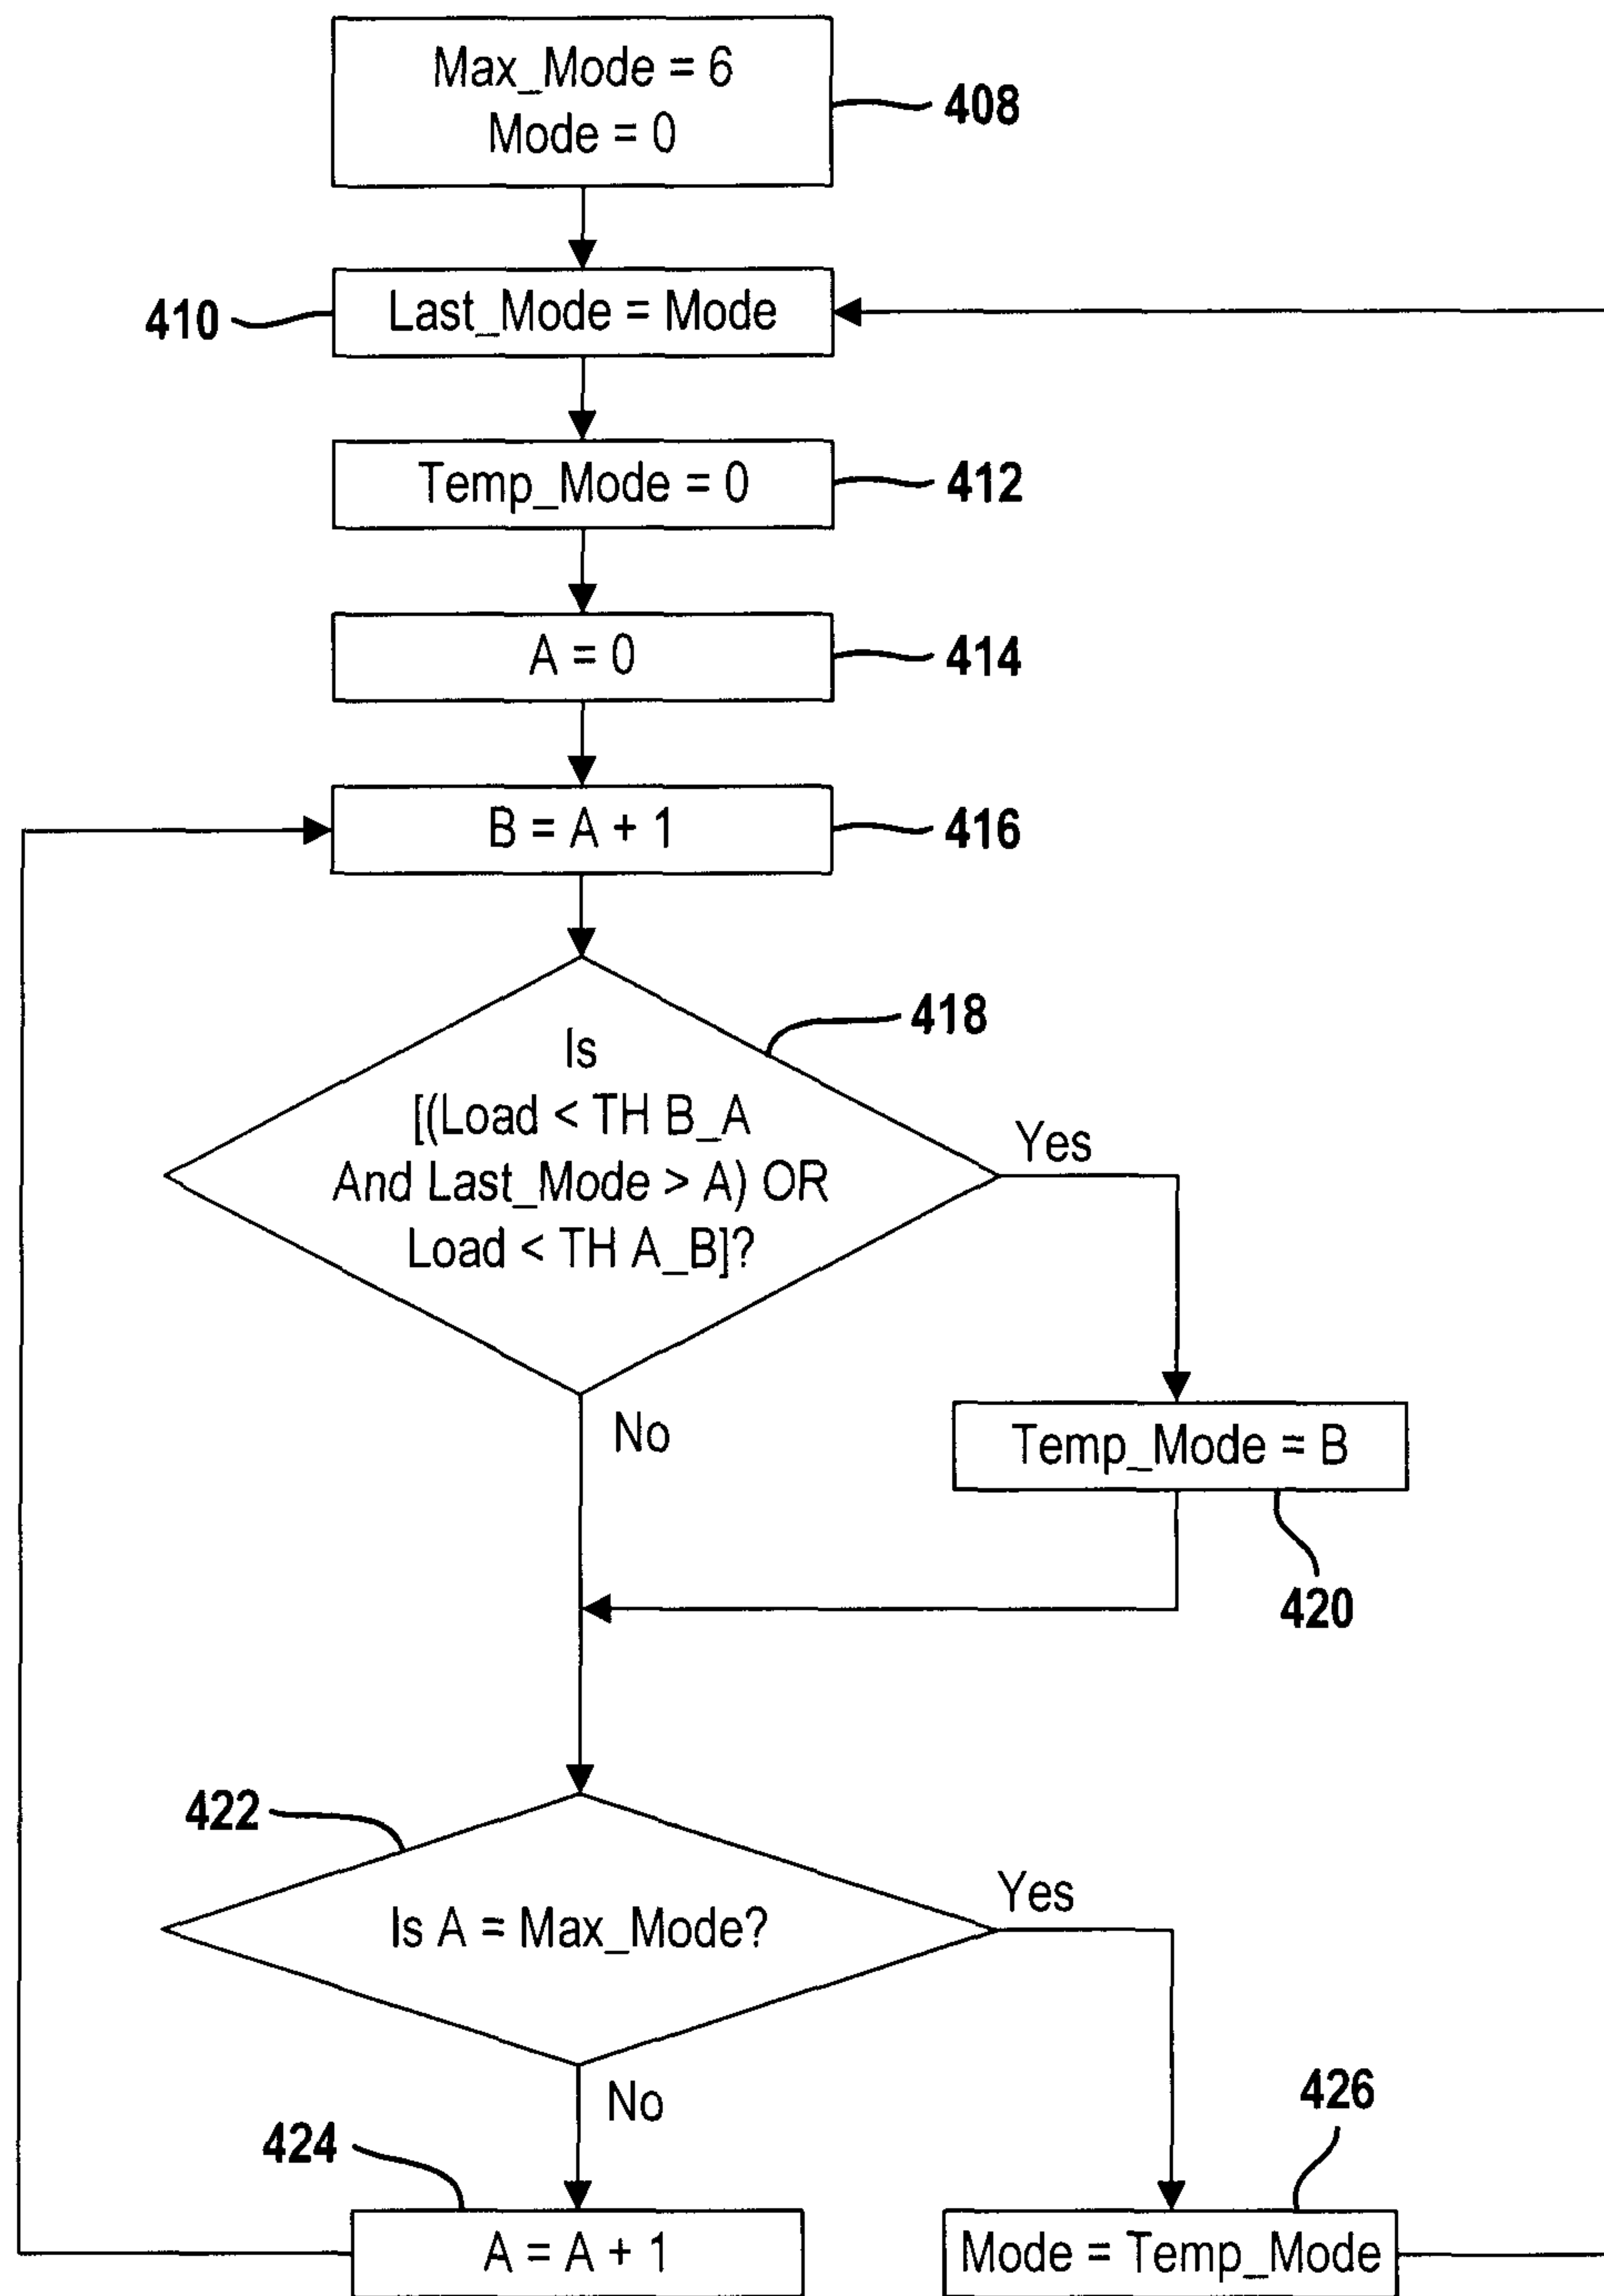 Max_Mode = 6
Mode = 0
408
410
Last_Mode = Mode
Temp_Mode = 0
412
A = 0
414
B = A + 1
416
418
Is
[(Load < TH B_A
And Last_Mode > A) OR
Load < TH A_B]?
Yes
No
Temp_Mode = B
420
422
Is A = Max_Mode?
Yes
No
424
426
A = A + 1
Mode = Temp_Mode